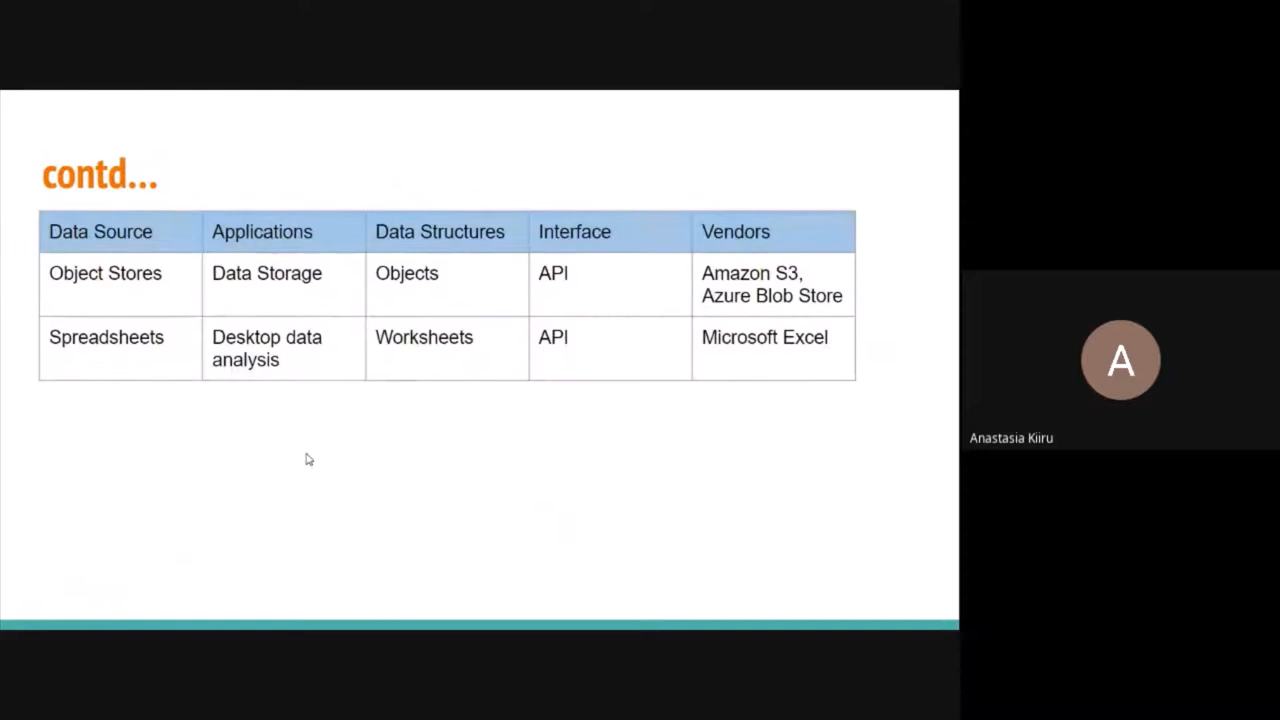 contd...
Data Source Applications Data Structures Interface Vendors
Object Stores Data Storage Objects API Amazon S3,
Azure Blob Store
Spreadsheets Desktop data Worksheets API Microsoft Excel
analysis
A
Anastasia Kiiru